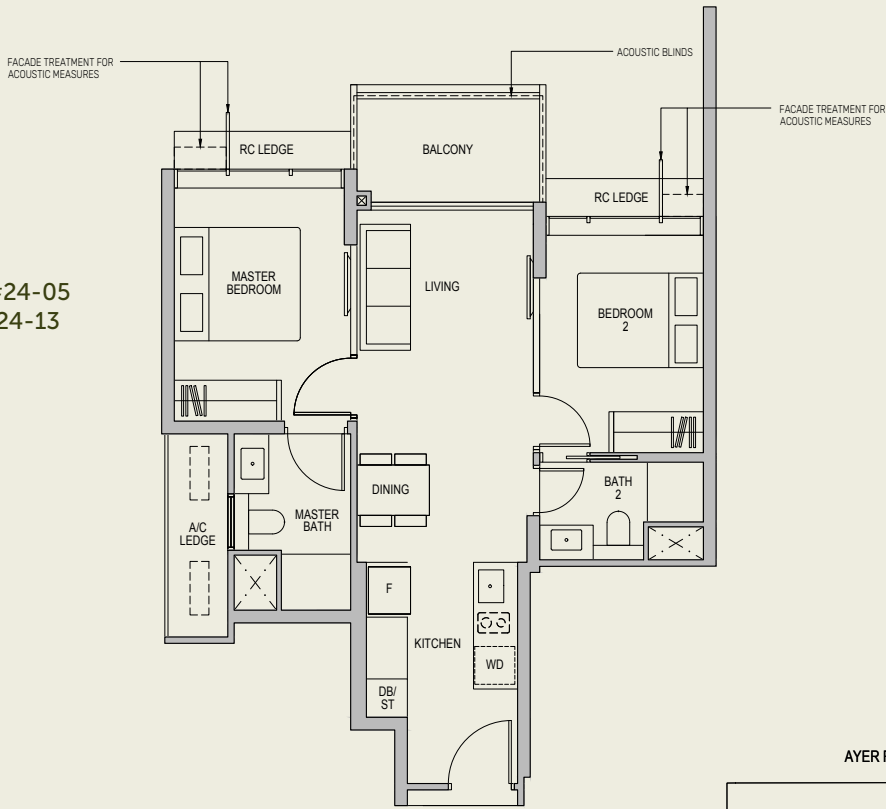 FACADE TREATMENT FOR
ACOUSTIC MEASURES
ACOUSTIC BLINDS
FACADE TREATMENT FOR
ACOUSTIC MEASURES
RC LEDGE
BALCONY
RC LEDGE
24-05
24-13
MASTER
BEDROOM
LIVING
BEDROOM
2
DINING
BATH
2
A/C
LEDGE
MASTER
BATH
F
KITCHEN
WD
DB/
ST
AYER